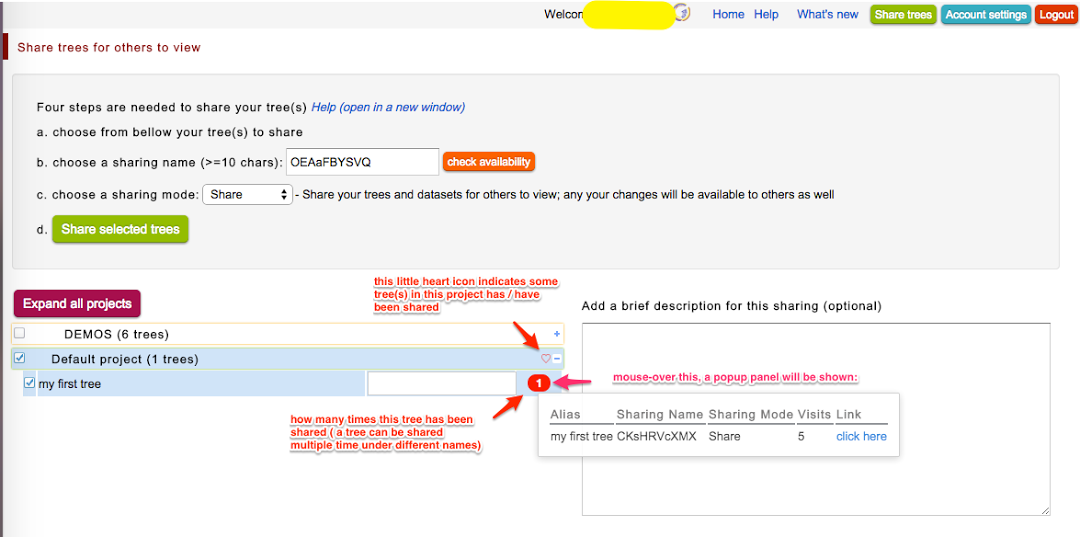 Welcom Home Help What's new Share trees Account settings Logout
Share trees for others to view
Four steps are needed to share your tree(s) Help (open in a new window)
a. choose from bellow your tree(s) to share
b. choose a sharing name (>=10 chars): OEAaFBYSVQ check availability
c. choose a sharing mode: Share - Share your trees and datasets for others to view; any your changes will be available to others as well
d. Share selected trees
this little heart icon indicates some
tree(s) in this project has / have
been shared
Expand all projects
Add a brief description for this sharing (optional)
DEMOS (6 trees) +
Default project (1 trees) −
my first tree 1
mouse-over this, a popup panel will be shown:
how many times this tree has been
shared ( a tree can be shared
multiple time under different names)
Alias Sharing Name Sharing Mode Visits Link
my first tree CKsHRVcXMX Share 5 click here